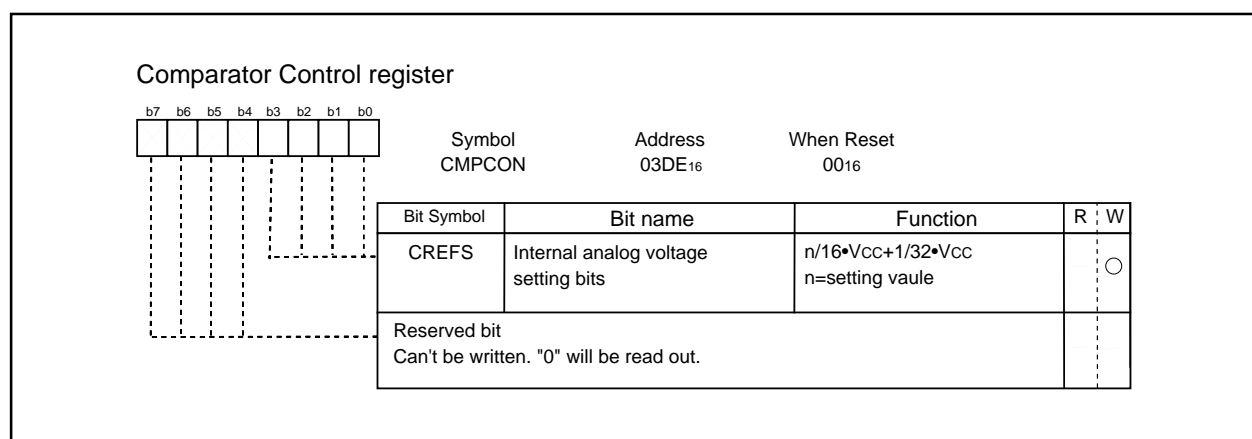 Comparator Control register
b7 b6 b5 b4 b3 b2 b1 b0
Symbol Address When Reset
CMPCON 03DE16 0016
Bit Symbol Bit name Function R W
CREFS Internal analog voltage setting bits n/16•VCC+1/32•VCC n=setting vaule ○
Reserved bit
Can't be written. "0" will be read out.